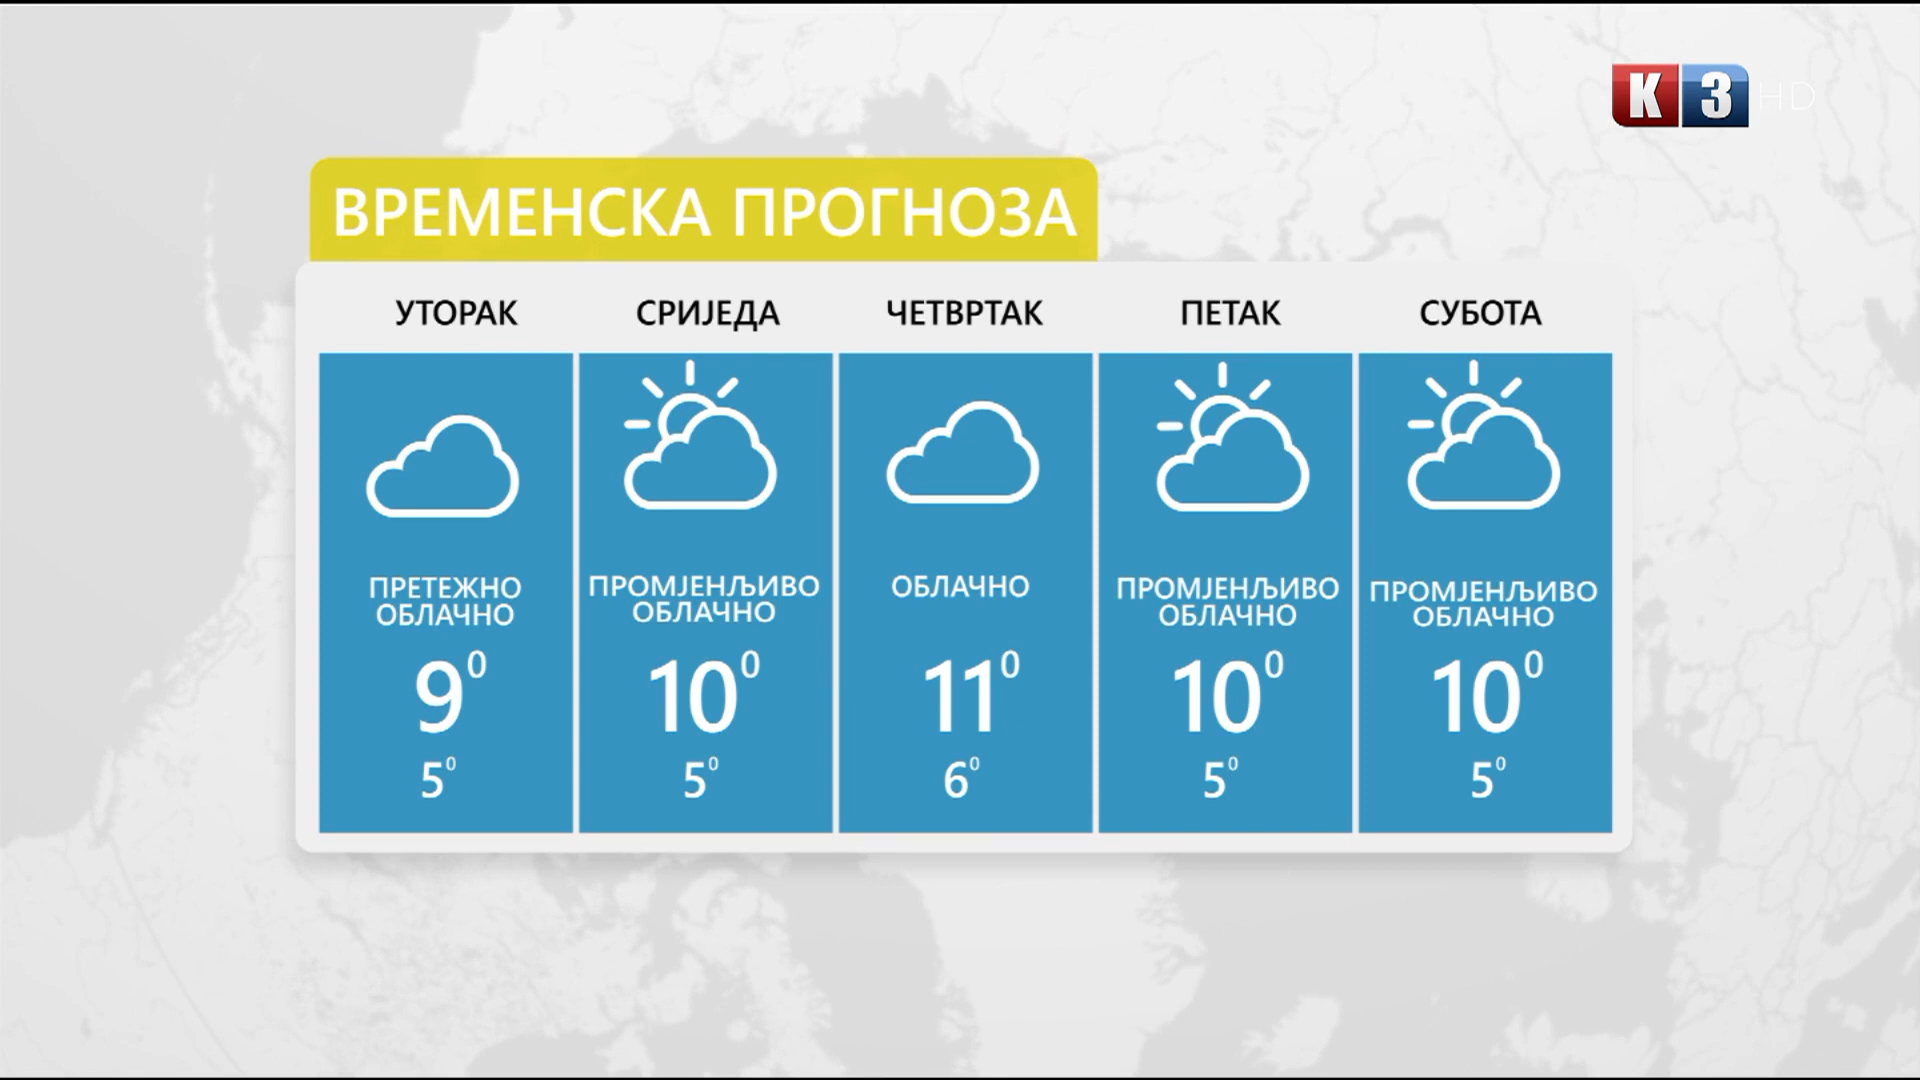 К3 HD
ВРЕМЕНСКА ПРОГНОЗА
УТОРАК СРИЈЕДА ЧЕТВРТАК ПЕТАК СУБОТА
ПРЕТЕЖНО
ОБЛАЧНО
9⁰
5⁰
ПРОМЈЕНЉИВО
ОБЛАЧНО
10⁰
5⁰
ОБЛАЧНО
11⁰
6⁰
ПРОМЈЕНЉИВО
ОБЛАЧНО
10⁰
5⁰
ПРОМЈЕНЉИВО
ОБЛАЧНО
10⁰
5⁰